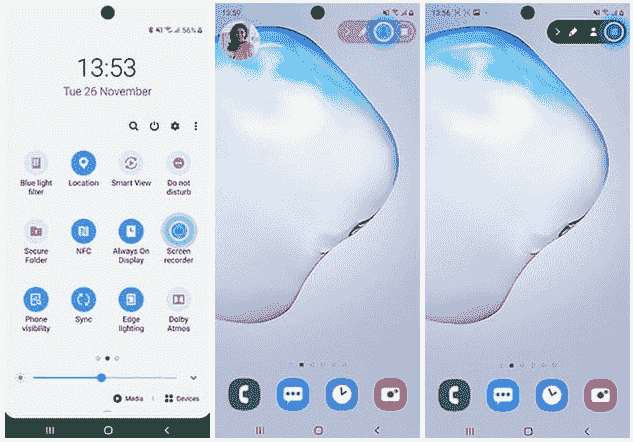 56%
13:53
Tue 26 November
Blue light
filter
Location
Smart View
Do not
disturb
Secure
Folder
NFC
Always On
Display
Screen
recorder
Phone
visibility
Sync
Edge
lighting
Dolby
Atmos
Media
Devices
13:59
13:56